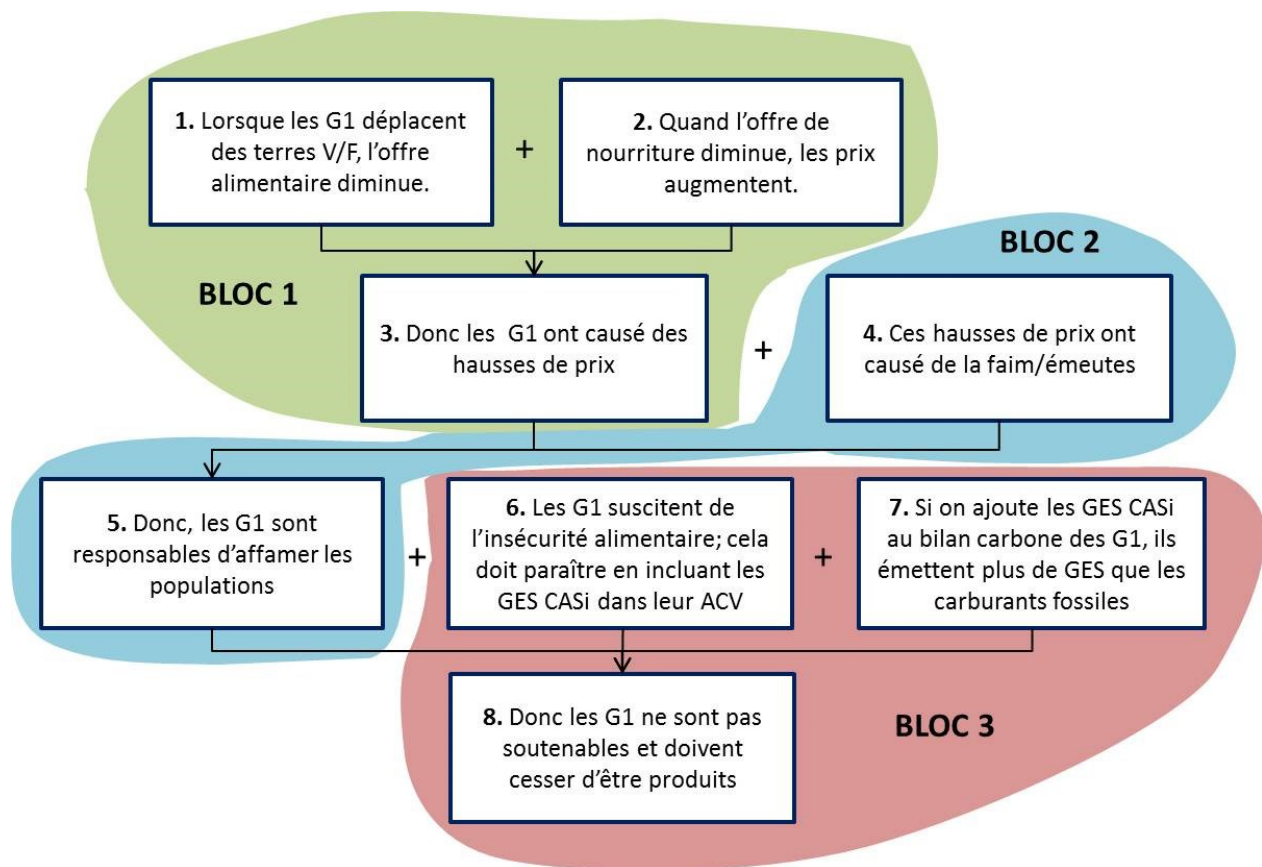 1. Lorsque les G1 déplacent
des terres V/F, l’offre
alimentaire diminue.
+
2. Quand l’offre de
nourriture diminue, les prix
augmentent.
BLOC 1
3. Donc les G1 ont causé des
hausses de prix
+
BLOC 2
4. Ces hausses de prix ont
causé de la faim/émeutes
5. Donc, les G1 sont
responsables d’affamer les
populations
+
6. Les G1 suscitent de
l’insécurité alimentaire; cela
doit paraître en incluant les
GES CASi dans leur ACV
+
7. Si on ajoute les GES CASi
au bilan carbone des G1, ils
émettent plus de GES que les
carburants fossiles
8. Donc les G1 ne sont pas
soutenables et doivent
cesser d’être produits
BLOC 3